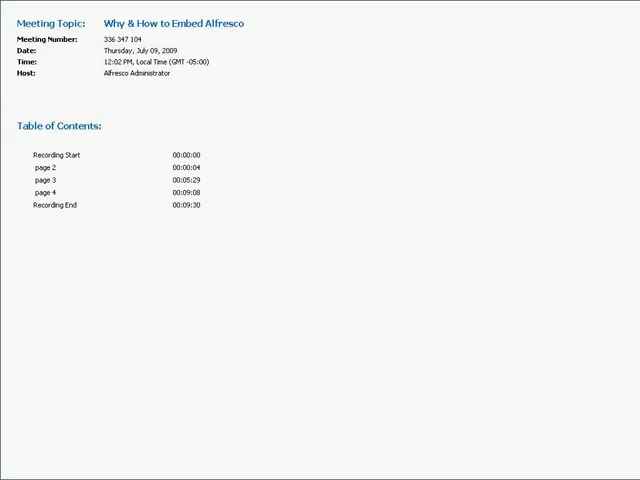 Meeting Topic: Why & How to Embed Alfresco
Meeting Number: 336 347 104
Date: Thursday, July 09, 2009
Time: 12:02 PM, Local Time (GMT -05:00)
Host: Alfresco Administrator
Table of Contents:
Recording Start 00:00:00
page 2 00:00:04
page 3 00:05:29
page 4 00:09:08
Recording End 00:09:30